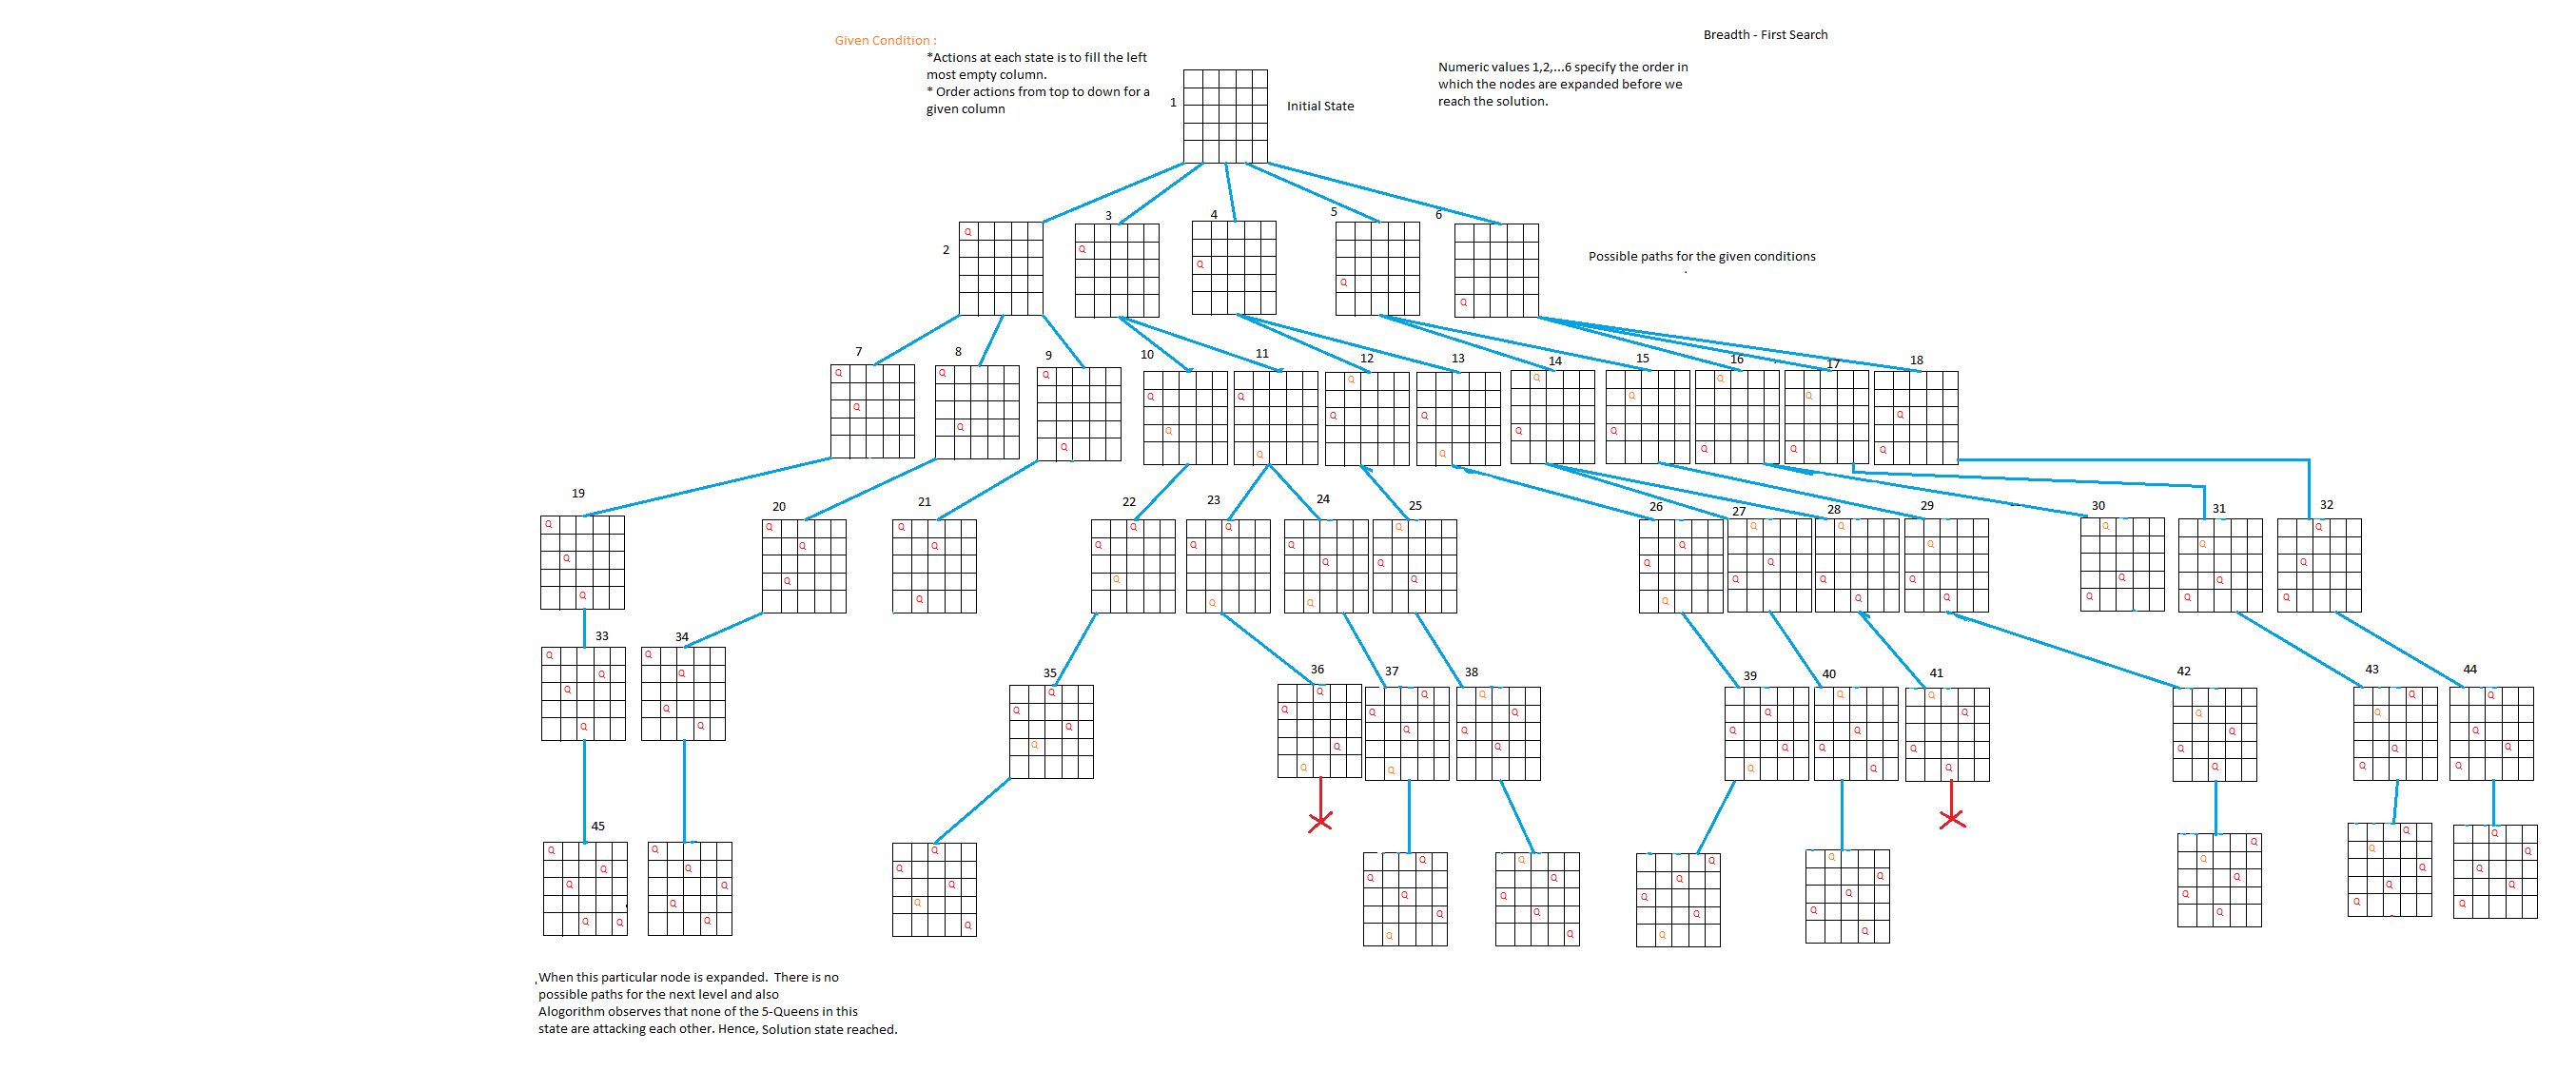 Breadth - First Search
Given Condition :
*Actions at each state is to fill the left
most empty column.
* Order actions from top to down for a
given column
Numeric values 1,2,...6 specify the order in
which the nodes are expanded before we
reach the solution.
1
Initial State
2
Q
3
Q
4
Q
5
Q
6
Q
Possible paths for the given conditions
7
8
9
10
11
12
13
14
15
16
17
18
Q Q Q Q Q
Q Q Q Q
Q Q Q
Q Q Q Q
Q Q Q Q
Q Q Q Q
19
20
21
22
23
24
25
26
27
28
29
30
31
32
33
34
35
36
37
38
39
40
41
42
43
44
45
,When this particular node is expanded. There is no
possible paths for the next level and also
Alogorithm observes that none of the 5-Queens in this
state are attacking each other. Hence, Solution state reached.